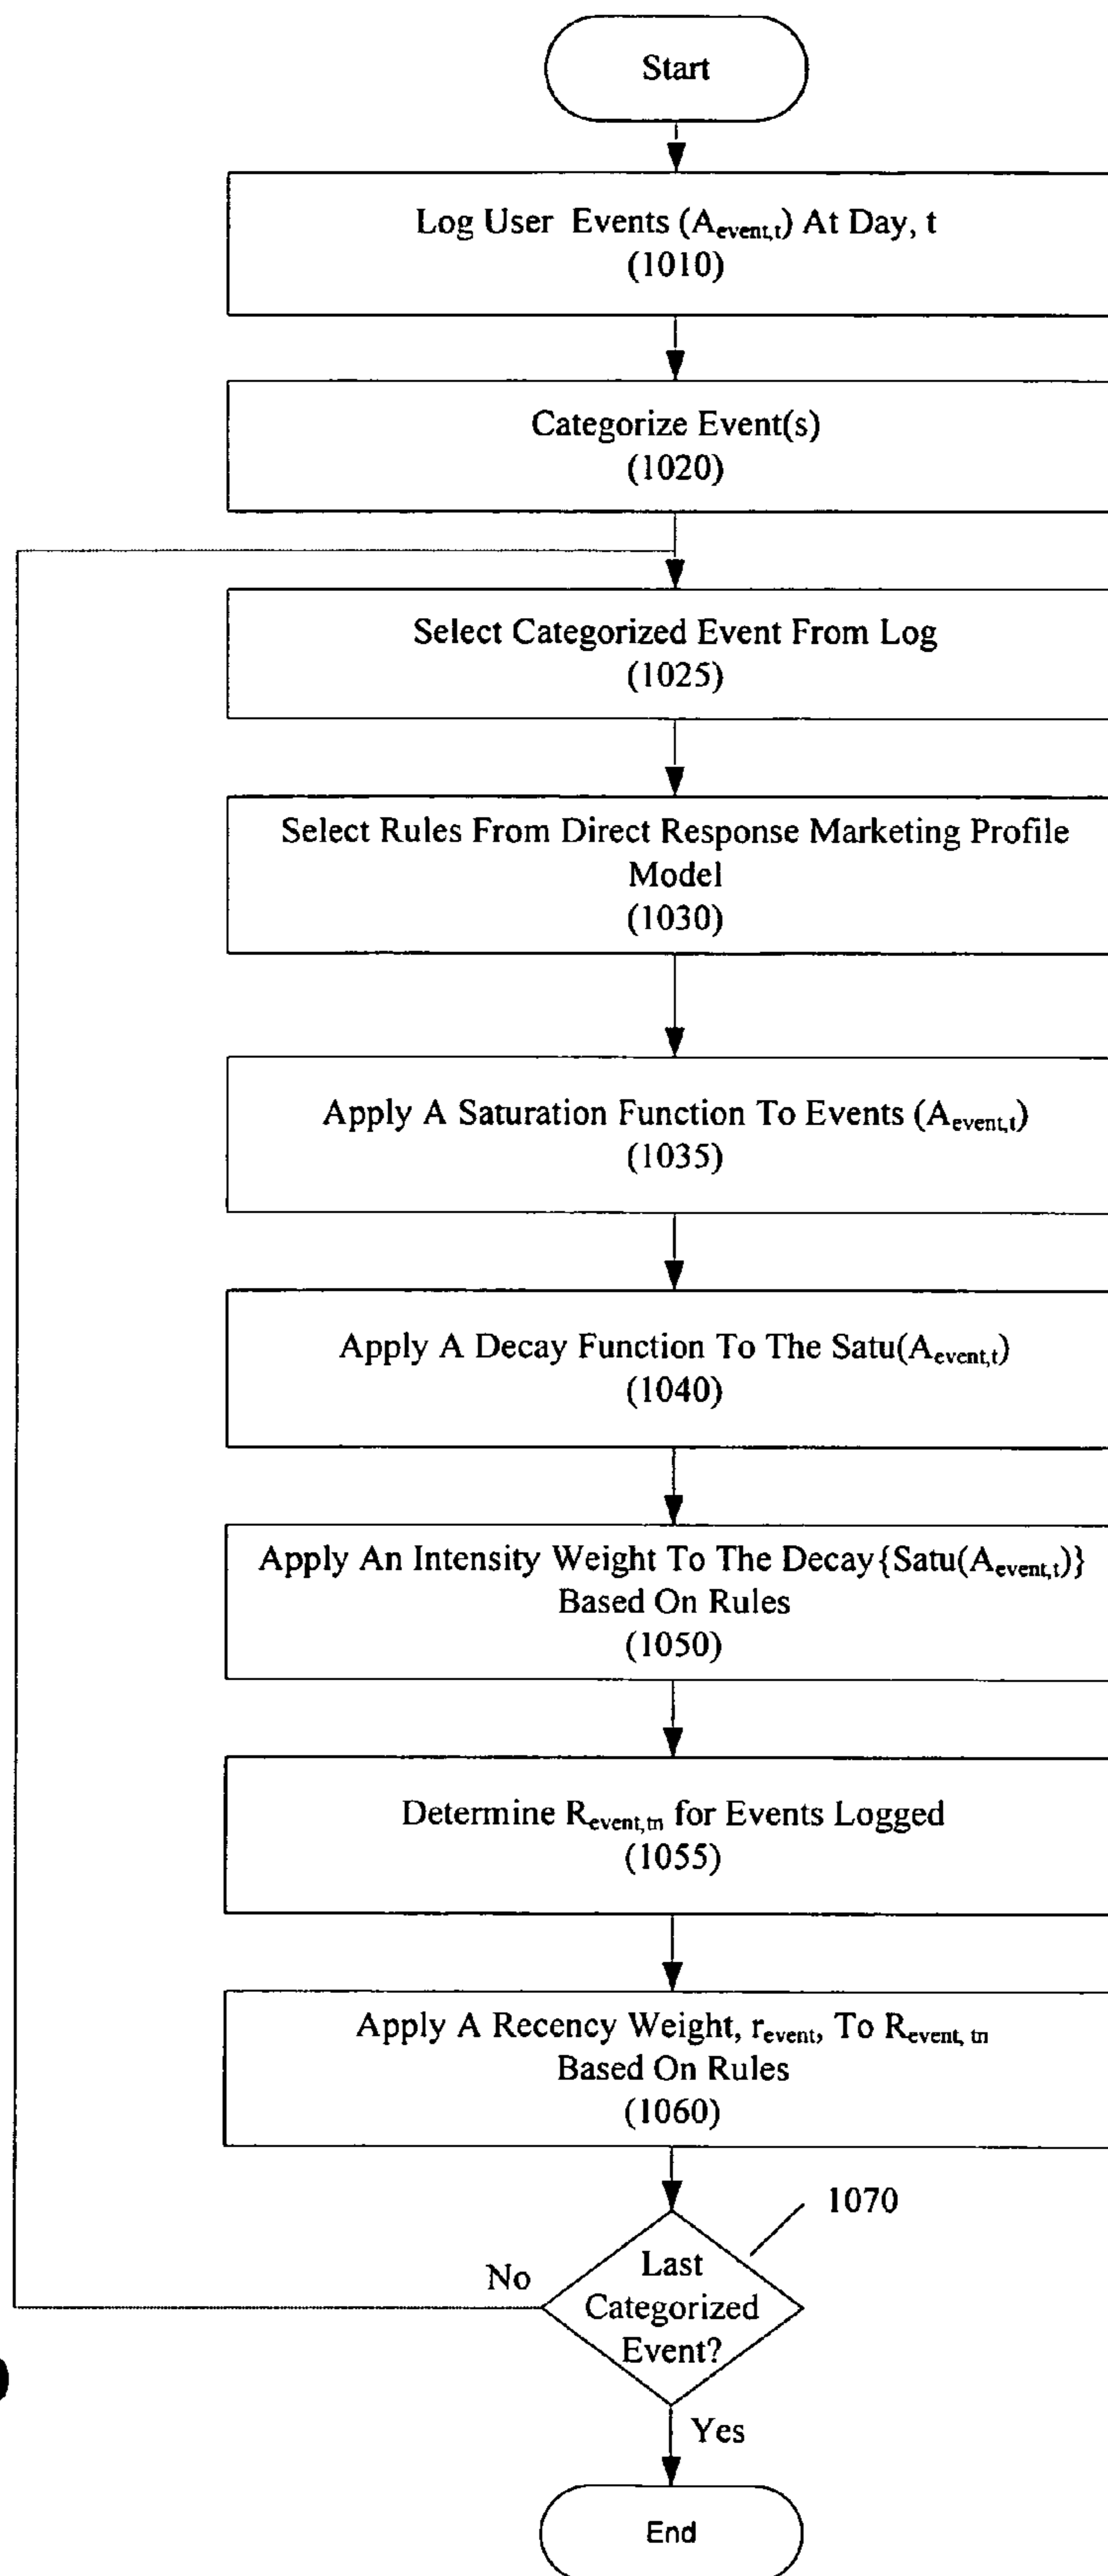 Start
Log User Events (Aevent,t) At Day, t
(1010)
Categorize Event(s)
(1020)
Select Categorized Event From Log
(1025)
Select Rules From Direct Response Marketing Profile
Model
(1030)
Apply A Saturation Function To Events (Aevent,t)
(1035)
Apply A Decay Function To The Satu(Aevent,t)
(1040)
Apply An Intensity Weight To The Decay{Satu(Aevent,t)}
Based On Rules
(1050)
Determine Revent,tn for Events Logged
(1055)
Apply A Recency Weight, revent, To Revent, tn
Based On Rules
(1060)
1070
Last
Categorized
Event?
No
Yes
End